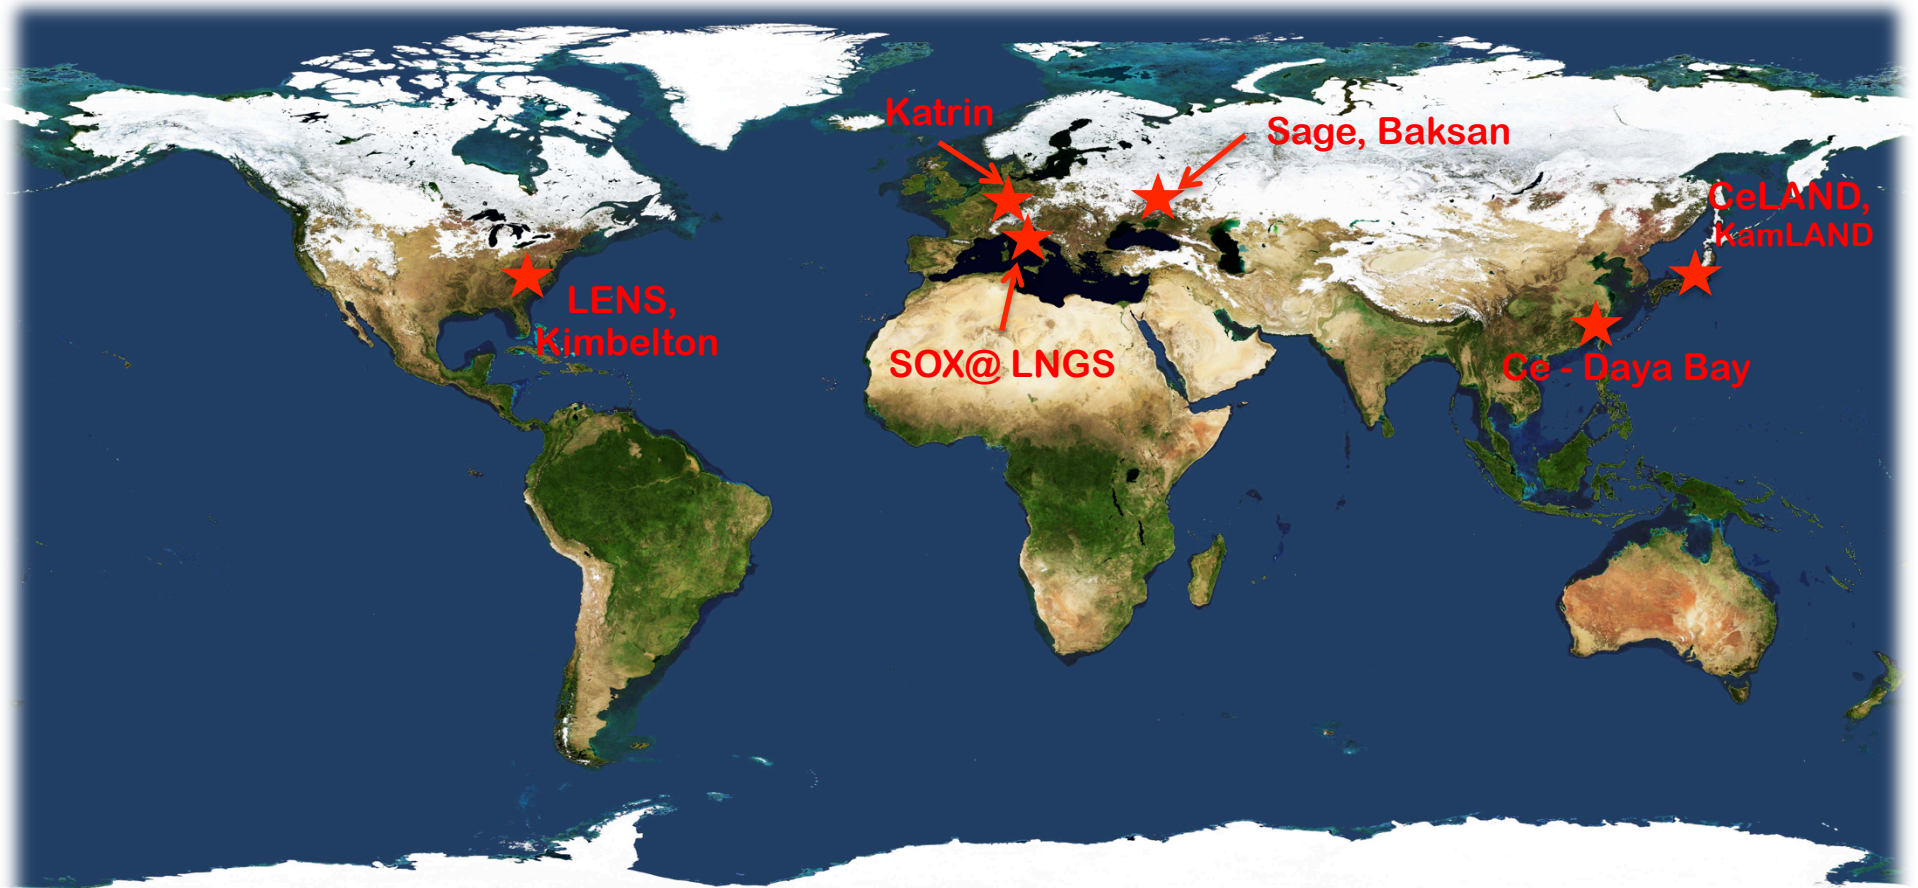 Katrin
Sage, Baksan
CeLAND,
KamLAND
LENS,
Kimbelton
SOX@ LNGS
Ce - Daya Bay